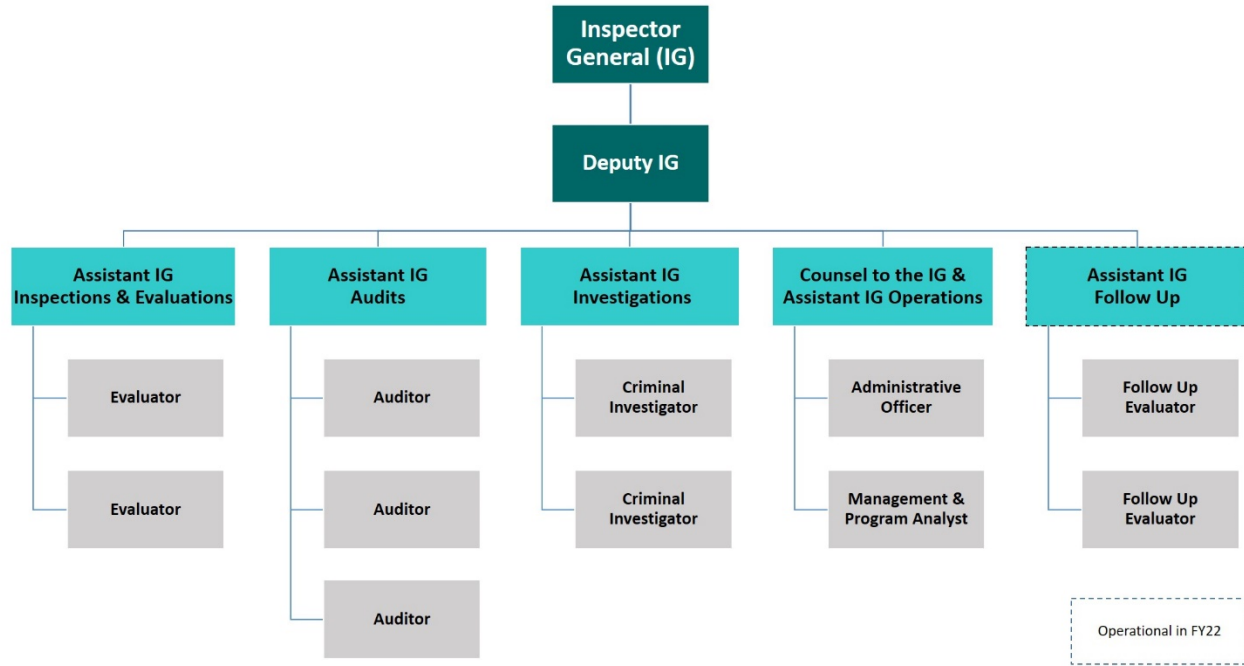 Inspector
General (IG)
Deputy IG
Assistant IG
Inspections & Evaluations
Assistant IG
Audits
Assistant IG
Investigations
Counsel to the IG &
Assistant IG Operations
Assistant IG
Follow Up
Evaluator
Auditor
Criminal
Investigator
Administrative
Officer
Follow Up
Evaluator
Evaluator
Auditor
Criminal
Investigator
Management &
Program Analyst
Follow Up
Evaluator
Auditor
Operational in FY22